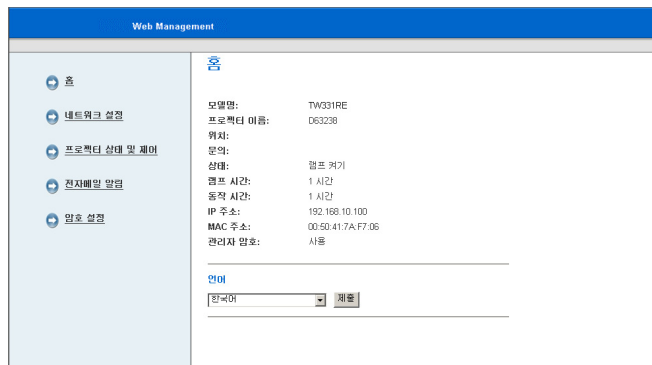 Web Management
홈
네트워크 설정
프로젝터 상태 및 제어
전자메일 알림
암호 설정
홈
모델명: TW331RE
프로젝터 이름: D63238
위치:
문의:
상태: 램프 켜기
램프 시간: 1 시간
동작 시간: 1 시간
IP 주소: 192.168.10.100
MAC 주소: 00:50:41:7A:F7:06
관리자 암호: 사용
언어
한국어 제출